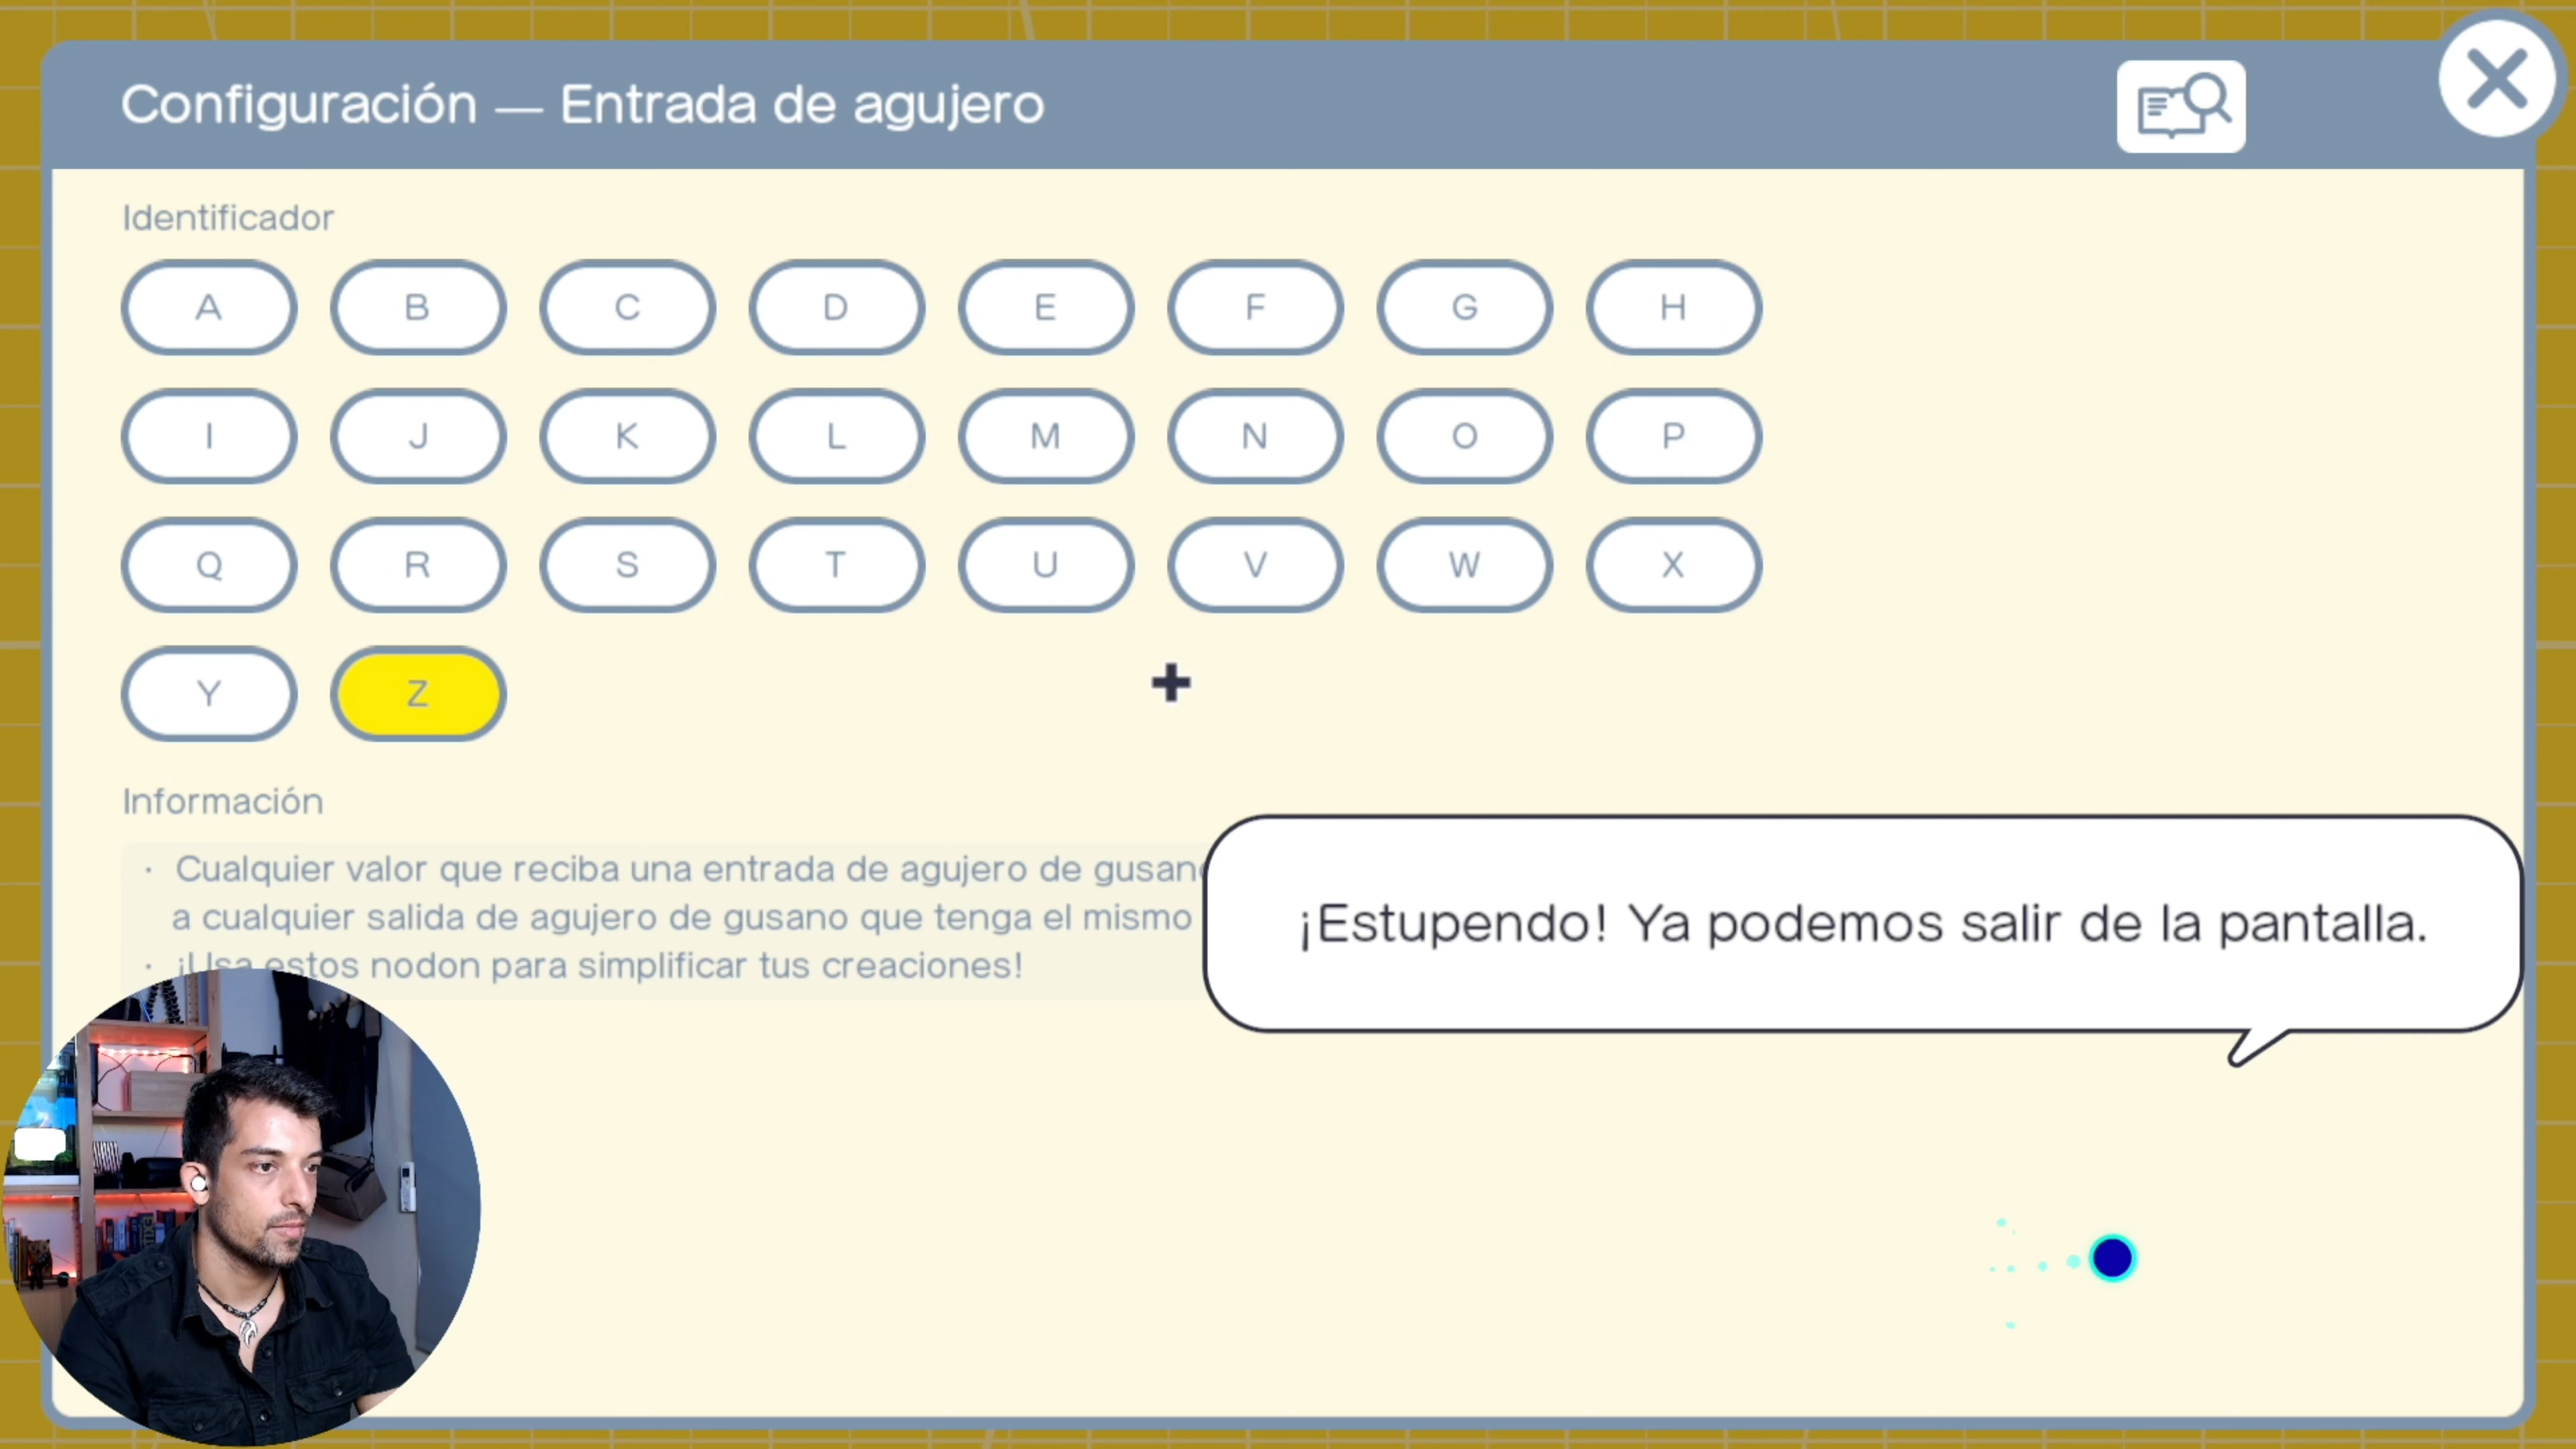 Configuración — Entrada de agujero
Identificador
A B C D E F G H
I J K L M N O P
Q R S T U V W X
Y Z
Información
· Cualquier valor que reciba una entrada de agujero de gusano
a cualquier salida de agujero de gusano que tenga el mismo
· ¡Usa estos nodon para simplificar tus creaciones!
¡Estupendo! Ya podemos salir de la pantalla.